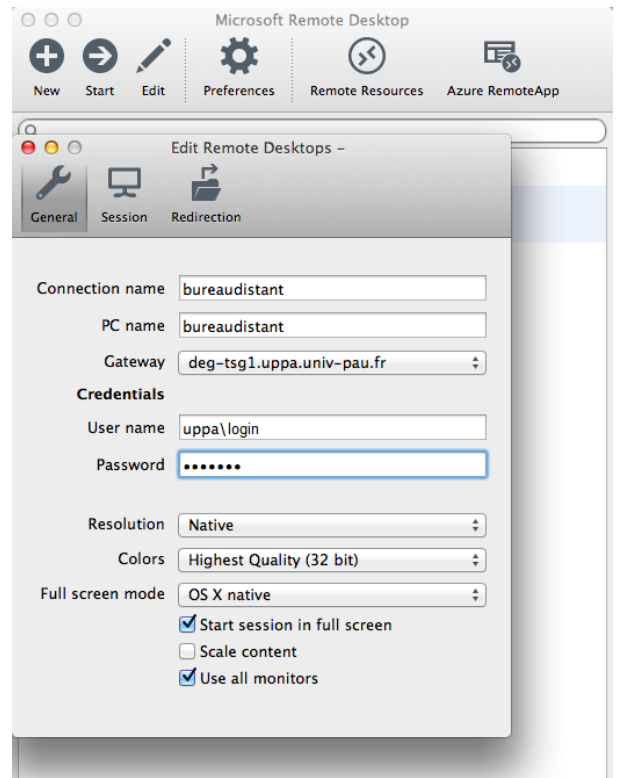 Microsoft Remote Desktop
New Start Edit Preferences Remote Resources Azure RemoteApp
Edit Remote Desktops –
General Session Redirection
Connection name bureaudistant
PC name bureaudistant
Gateway deg-tsg1.uppa.univ-pau.fr
Credentials
User name uppa\login
Password •••••••
Resolution Native
Colors Highest Quality (32 bit)
Full screen mode OS X native
Start session in full screen
Scale content
Use all monitors